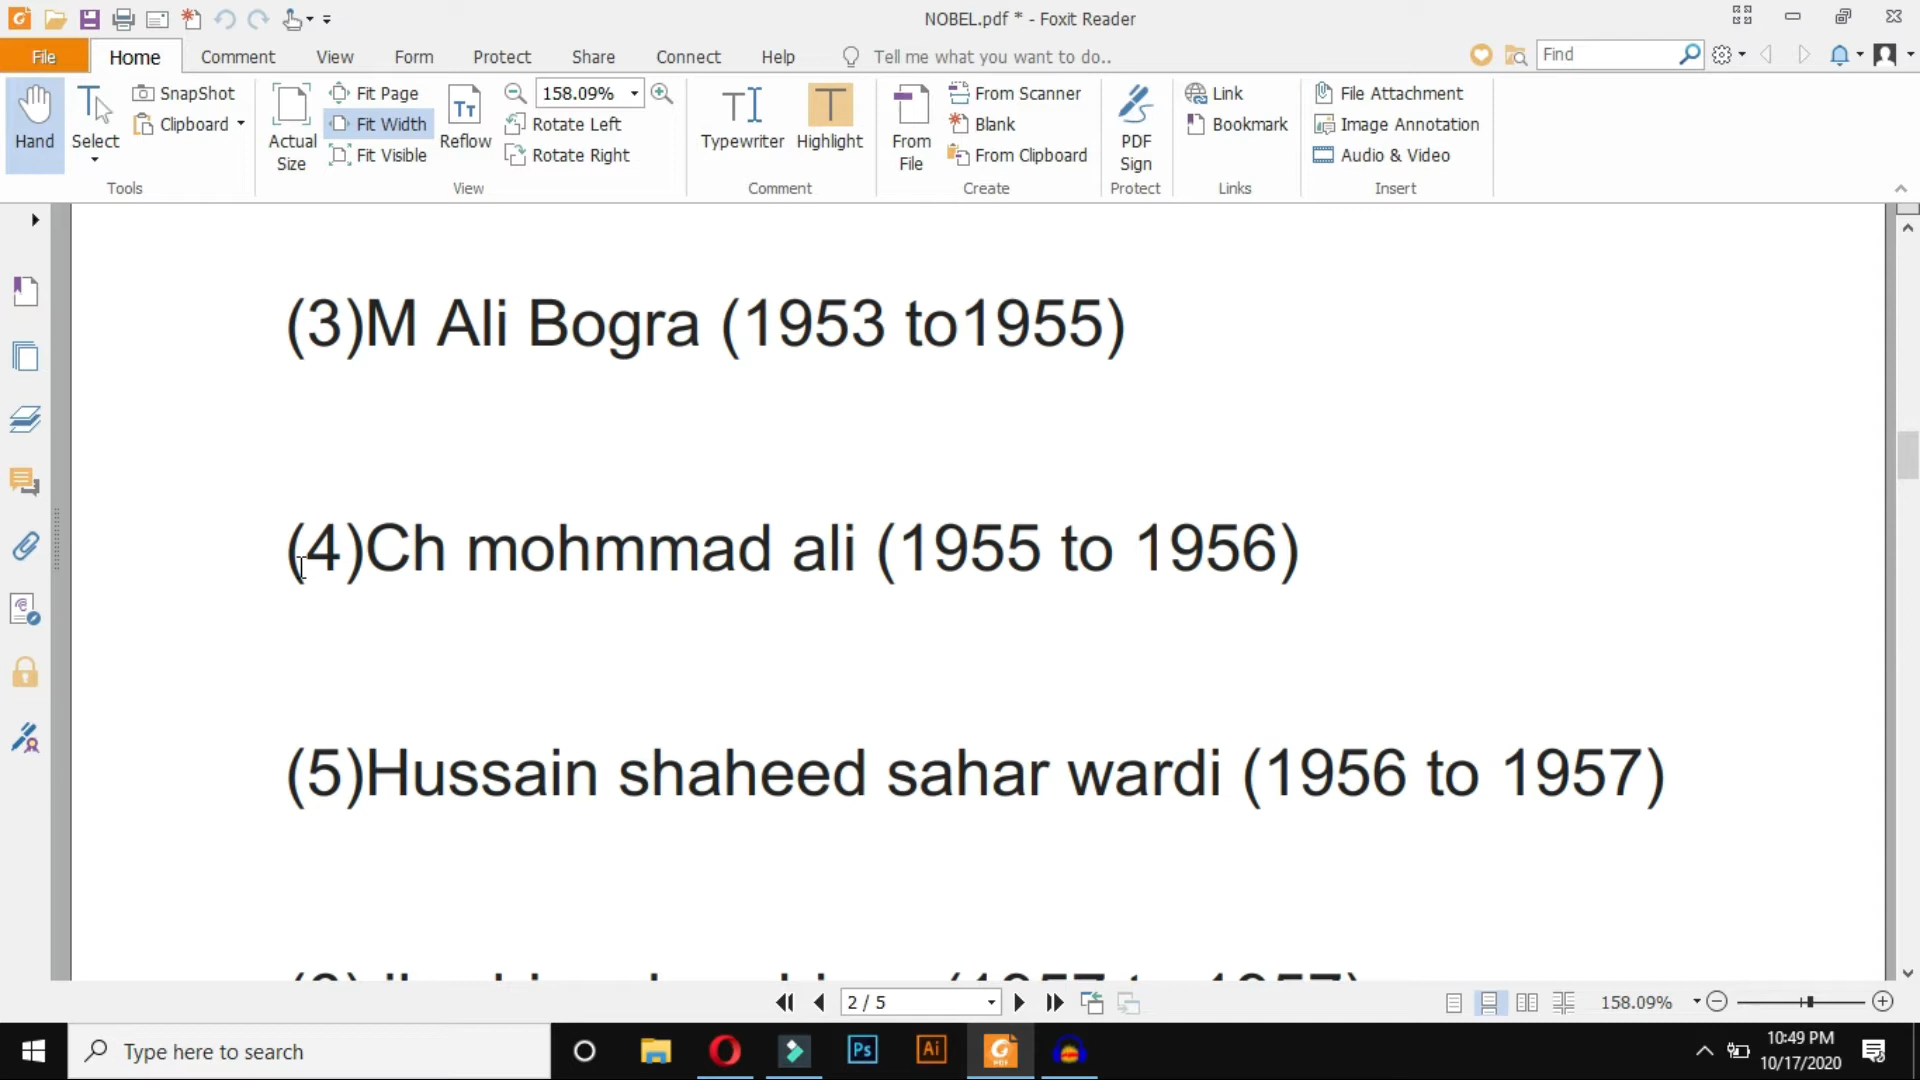 NOBEL.pdf * - Foxit Reader
File Home Comment View Form Protect Share Connect Help Tell me what you want to do.. Find
Hand
Select
SnapShot
Clipboard
Tools
Actual Size
Fit Page
Fit Width
Fit Visible
Reflow
158.09%
Rotate Left
Rotate Right
View
Typewriter
Highlight
Comment
From File
From Scanner
Blank
From Clipboard
Create
PDF Sign
Protect
Link
Bookmark
Links
File Attachment
Image Annotation
Audio & Video
Insert
(3)M Ali Bogra (1953 to1955)
(4)Ch mohmmad ali (1955 to 1956)
(5)Hussain shaheed sahar wardi (1956 to 1957)
2 / 5
158.09%
Type here to search
Ps
Ai
10:49 PM
10/17/2020